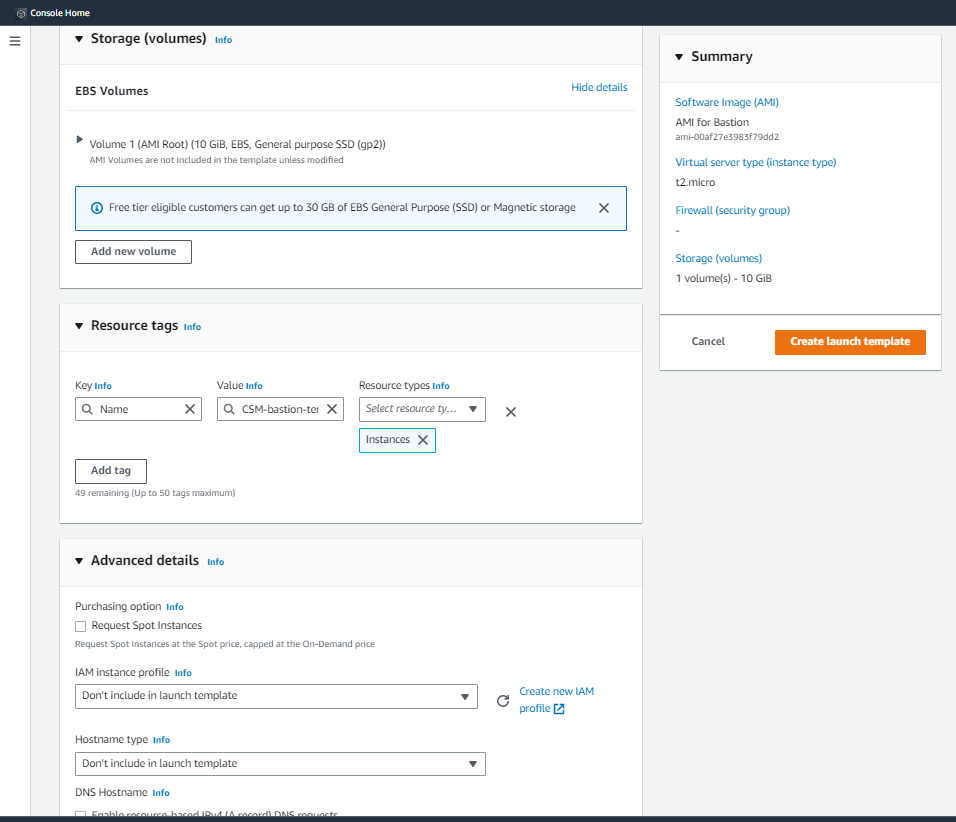 Console Home
Storage (volumes) Info
EBS Volumes
Hide details
Volume 1 (AMI Root) (10 GiB, EBS, General purpose SSD (gp2))
AMI Volumes are not included in the template unless modified
Free tier eligible customers can get up to 30 GB of EBS General Purpose (SSD) or Magnetic storage
Add new volume
Resource tags Info
Key Info
Value Info
Resource types Info
Name
CSM-bastion-ter
Select resource ty...
Instances
Add tag
49 remaining (Up to 50 tags maximum)
Advanced details Info
Purchasing option Info
Request Spot Instances
Request Spot Instances at the Spot price, capped at the On-Demand price
IAM instance profile Info
Don't include in launch template
Create new IAM
profile
Hostname type Info
Don't include in launch template
DNS Hostname Info
Enable resource-based IPv4 (A record) DNS requests
Summary
Software Image (AMI)
AMI for Bastion
ami-00af27e3983f79dd2
Virtual server type (instance type)
t2.micro
Firewall (security group)
-
Storage (volumes)
1 volume(s) - 10 GiB
Cancel
Create launch template